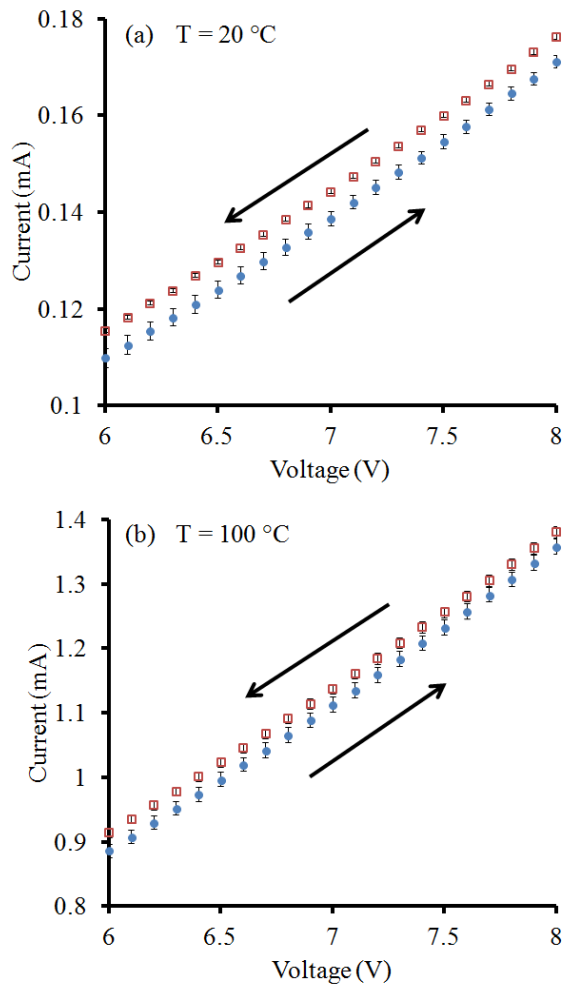 (a) T = 20 °C
0.18
0.16
0.14
0.12
0.1
Current (mA)
6 6.5 7 7.5 8
Voltage (V)
(b) T = 100 °C
1.4
1.3
1.2
1.1
1
0.9
0.8
Current (mA)
6 6.5 7 7.5 8
Voltage (V)